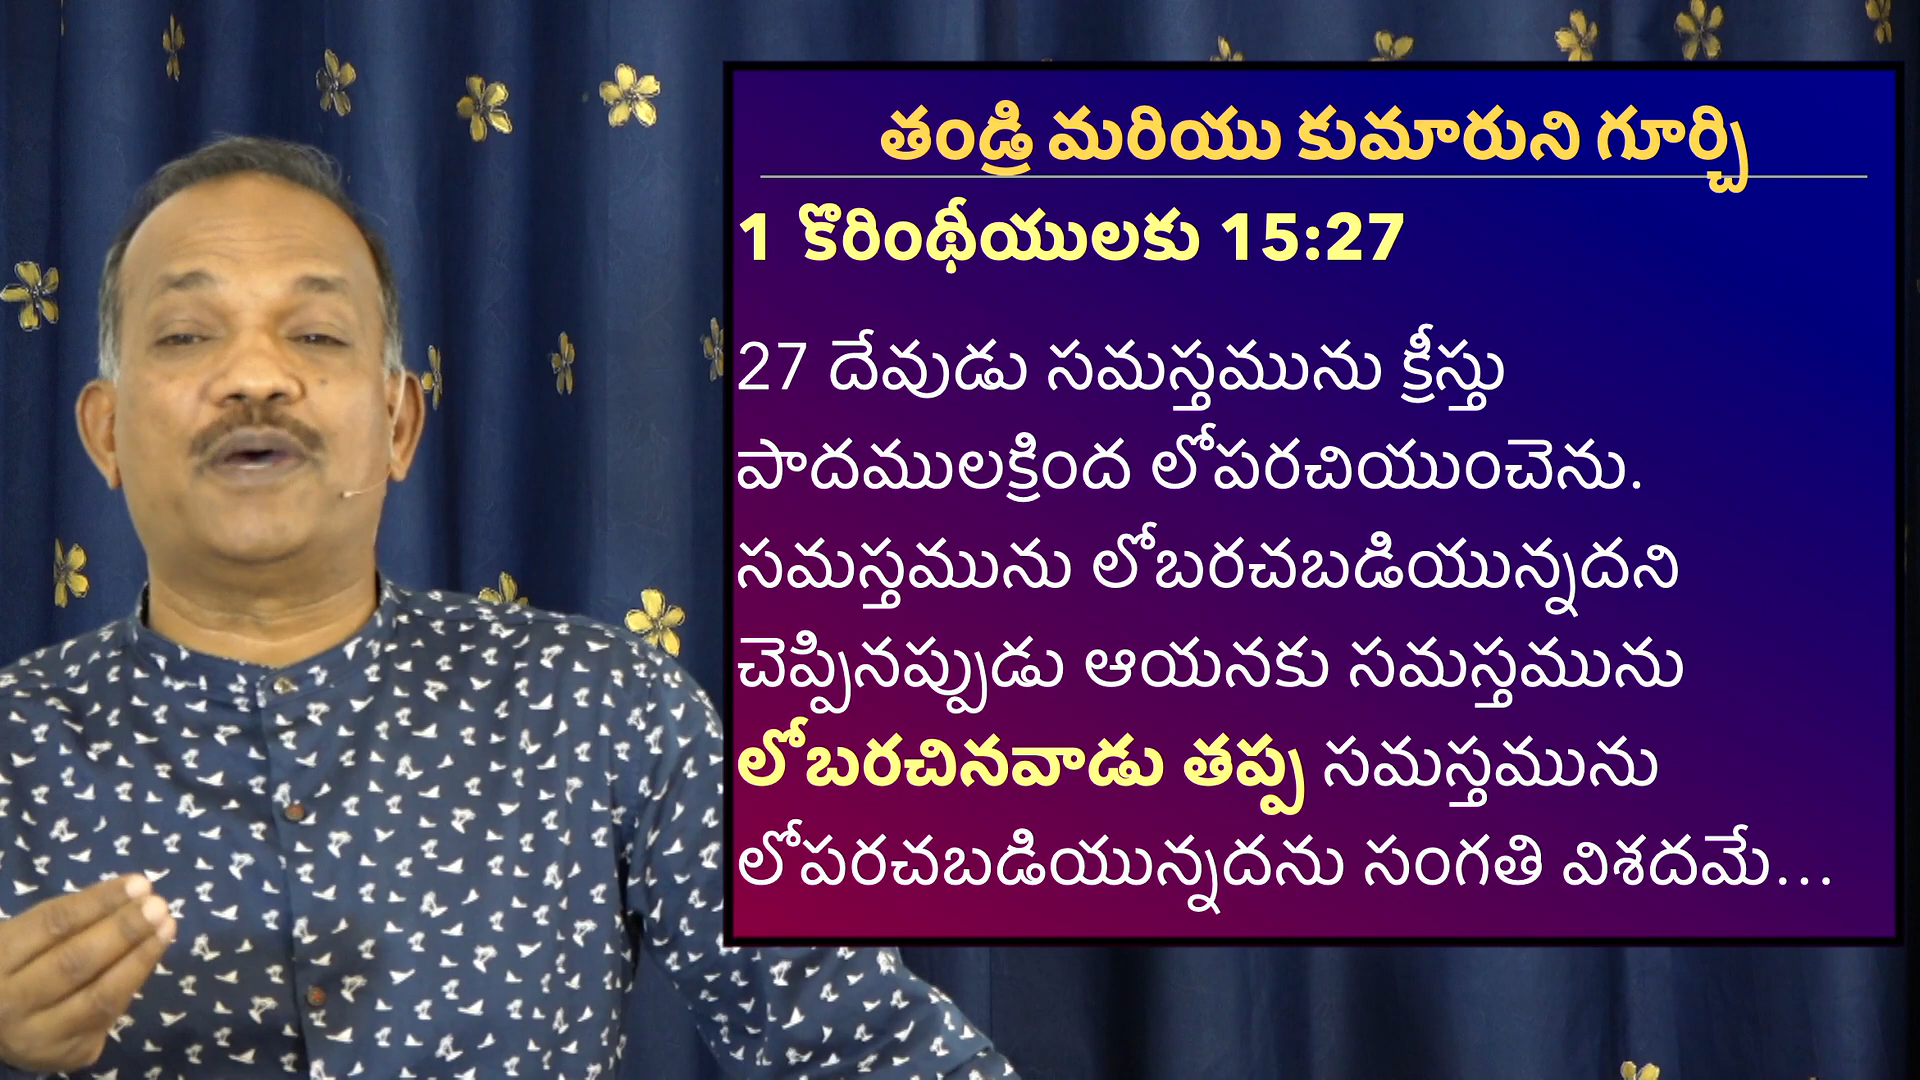 తండ్రి మరియు కుమారుని గూర్చి
1 కొరింథీయులకు 15:27
27 దేవుడు సమస్తమును క్రీస్తు
పాదములక్రింద లోపరచియుంచెను.
సమస్తమును లోబరచబడియున్నదని
చెప్పినప్పుడు ఆయనకు సమస్తమును
లోబరచినవాడు తప్ప సమస్తమును
లోపరచబడియున్నదను సంగతి విశదమే...